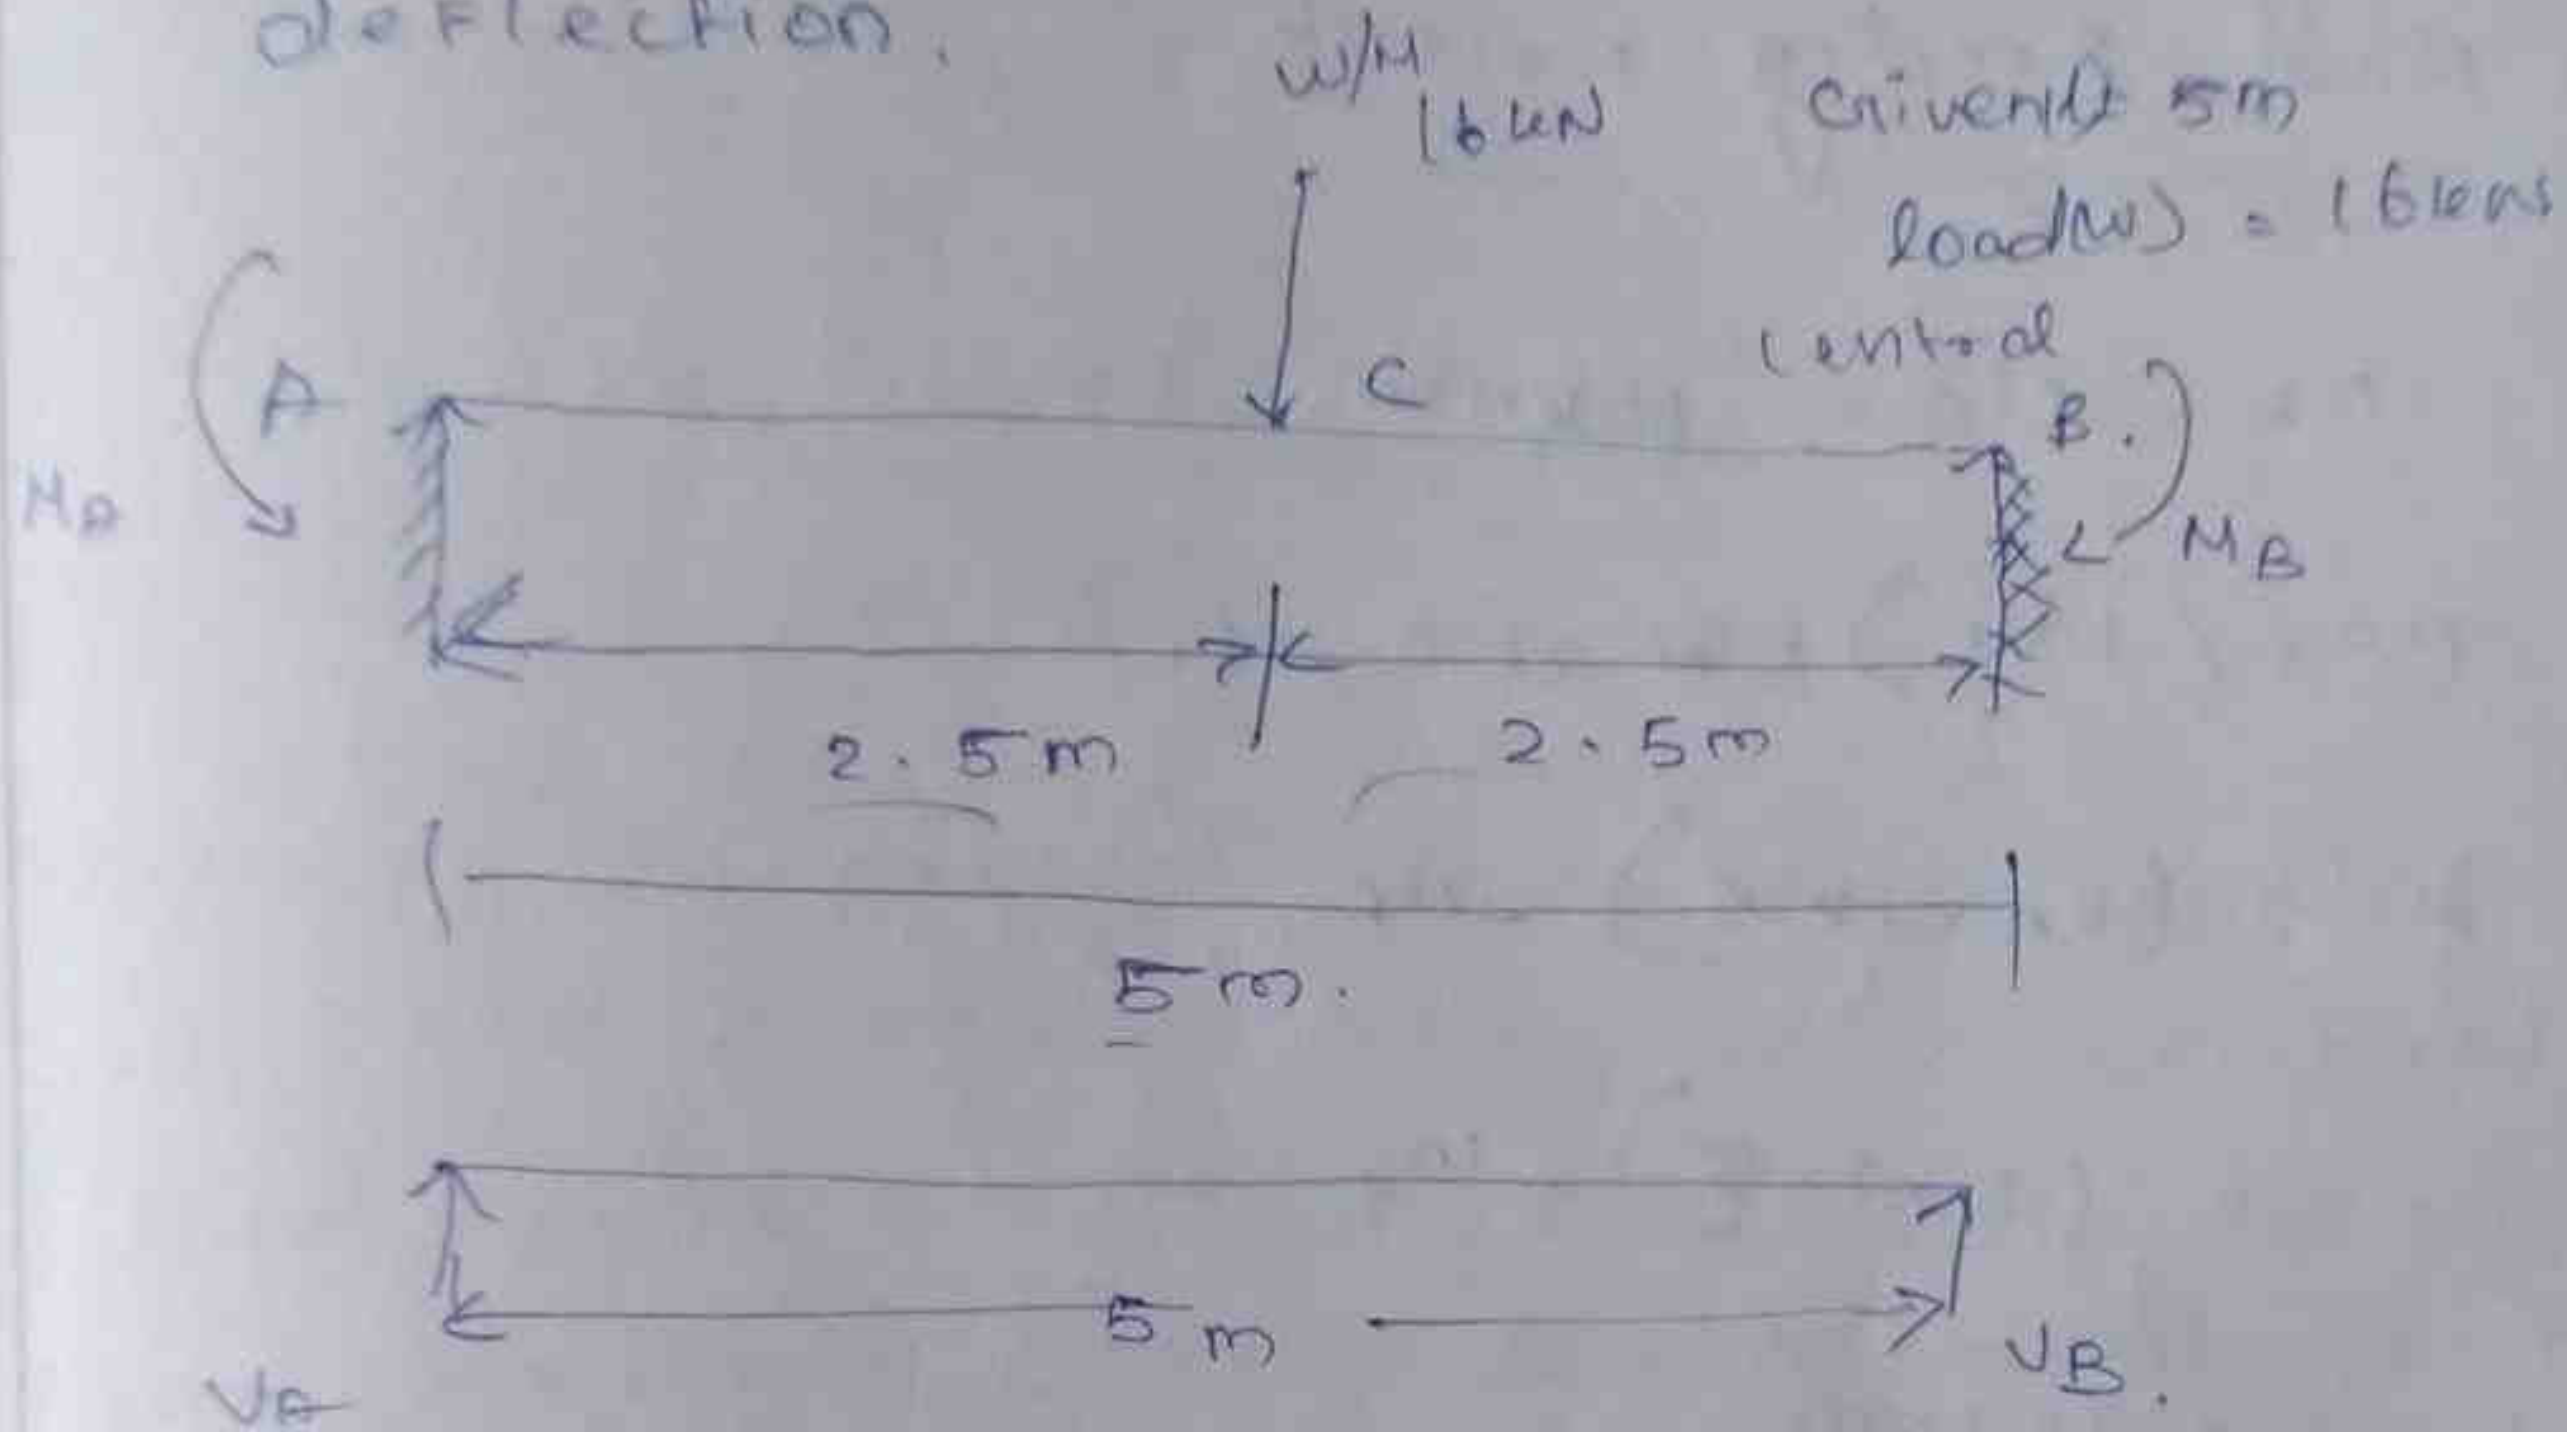 deflection.
W/M
16 kN
Given 5m
load(w) = 16 kN
Central
A
C
B.
MA
MB
2.5m
2.5m
5m.
5 m
VA
VB.